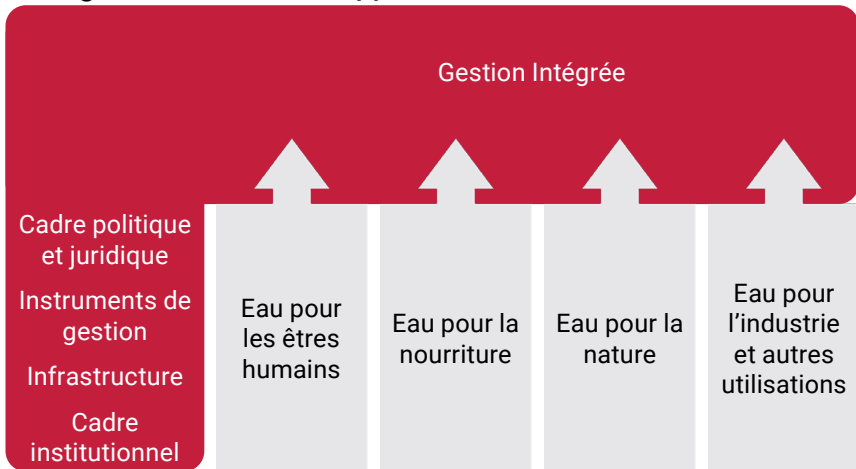 Gestion Intégrée
Cadre politique
et juridique
Instruments de
gestion
Infrastructure
Cadre
institutionnel
Eau pour
les êtres
humains
Eau pour la
nourriture
Eau pour la
nature
Eau pour
l'industrie
et autres
utilisations